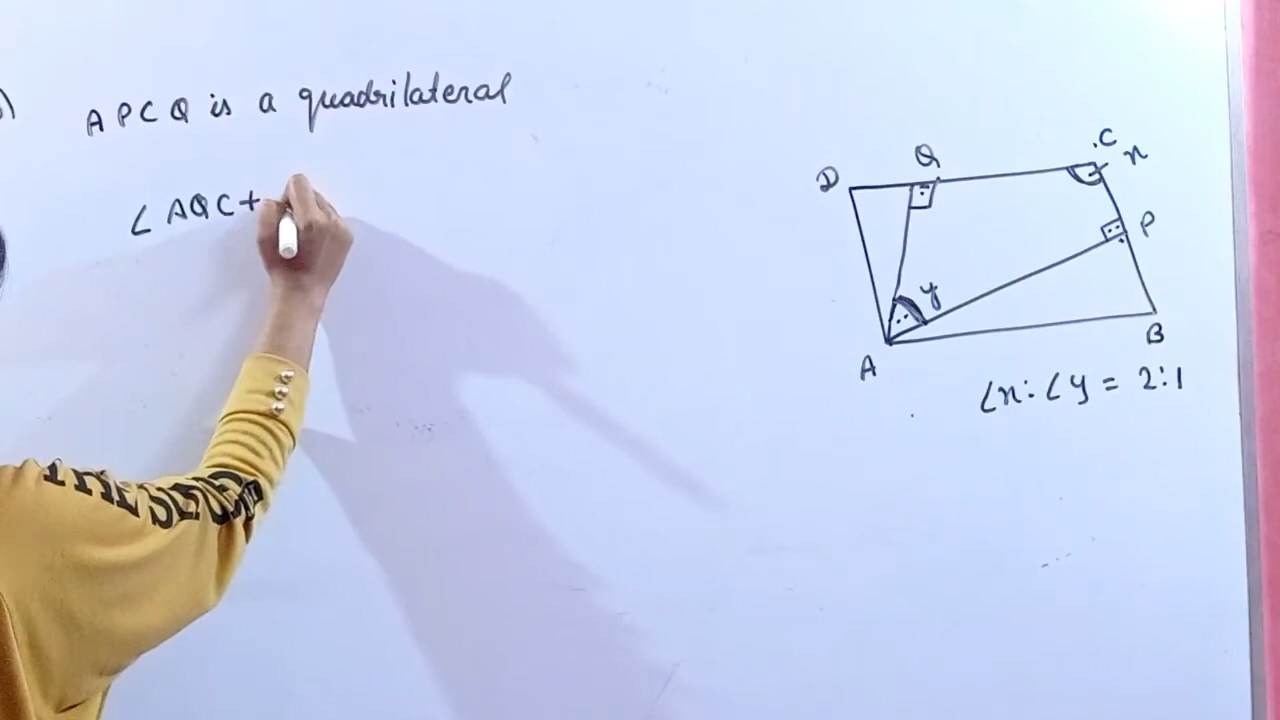 APCQ is a quadrilateral
∠AQC+
D
Q
.C
x
P
y
A
B
∠x:∠y = 2:1